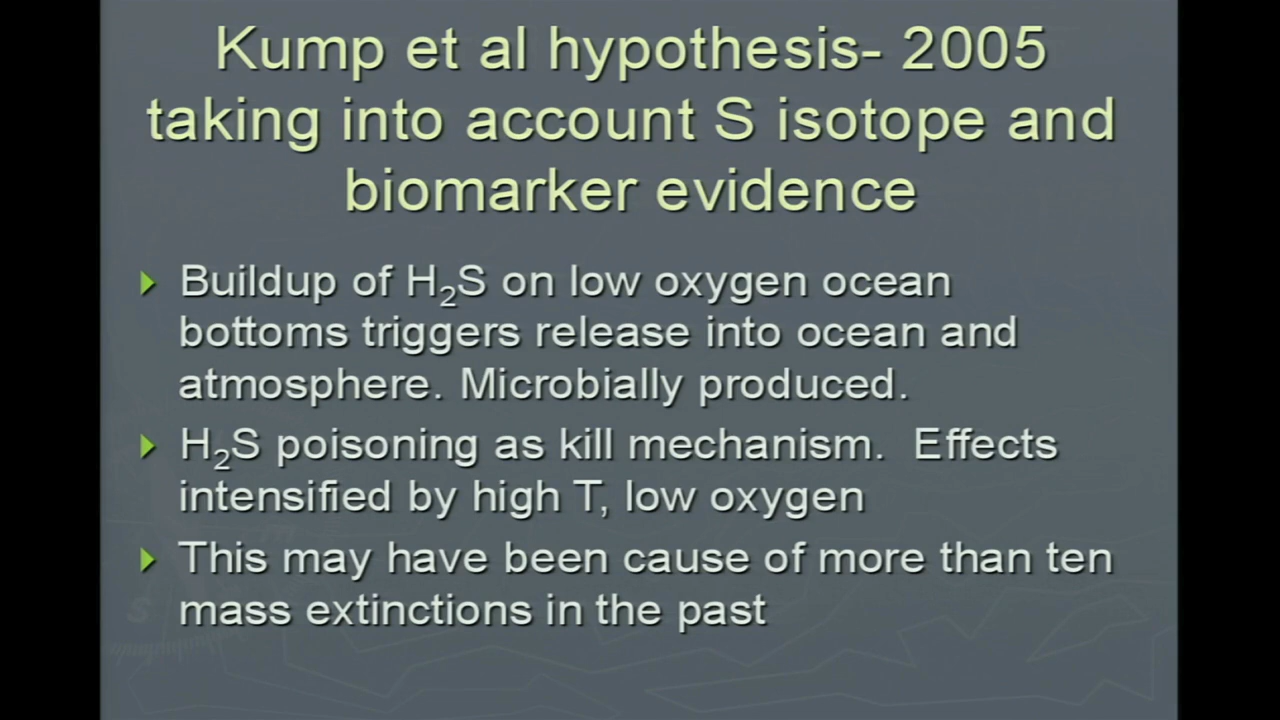 Kump et al hypothesis- 2005
taking into account S isotope and
biomarker evidence
Buildup of H₂S on low oxygen ocean
bottoms triggers release into ocean and
atmosphere. Microbially produced.
H₂S poisoning as kill mechanism. Effects
intensified by high T, low oxygen
This may have been cause of more than ten
mass extinctions in the past